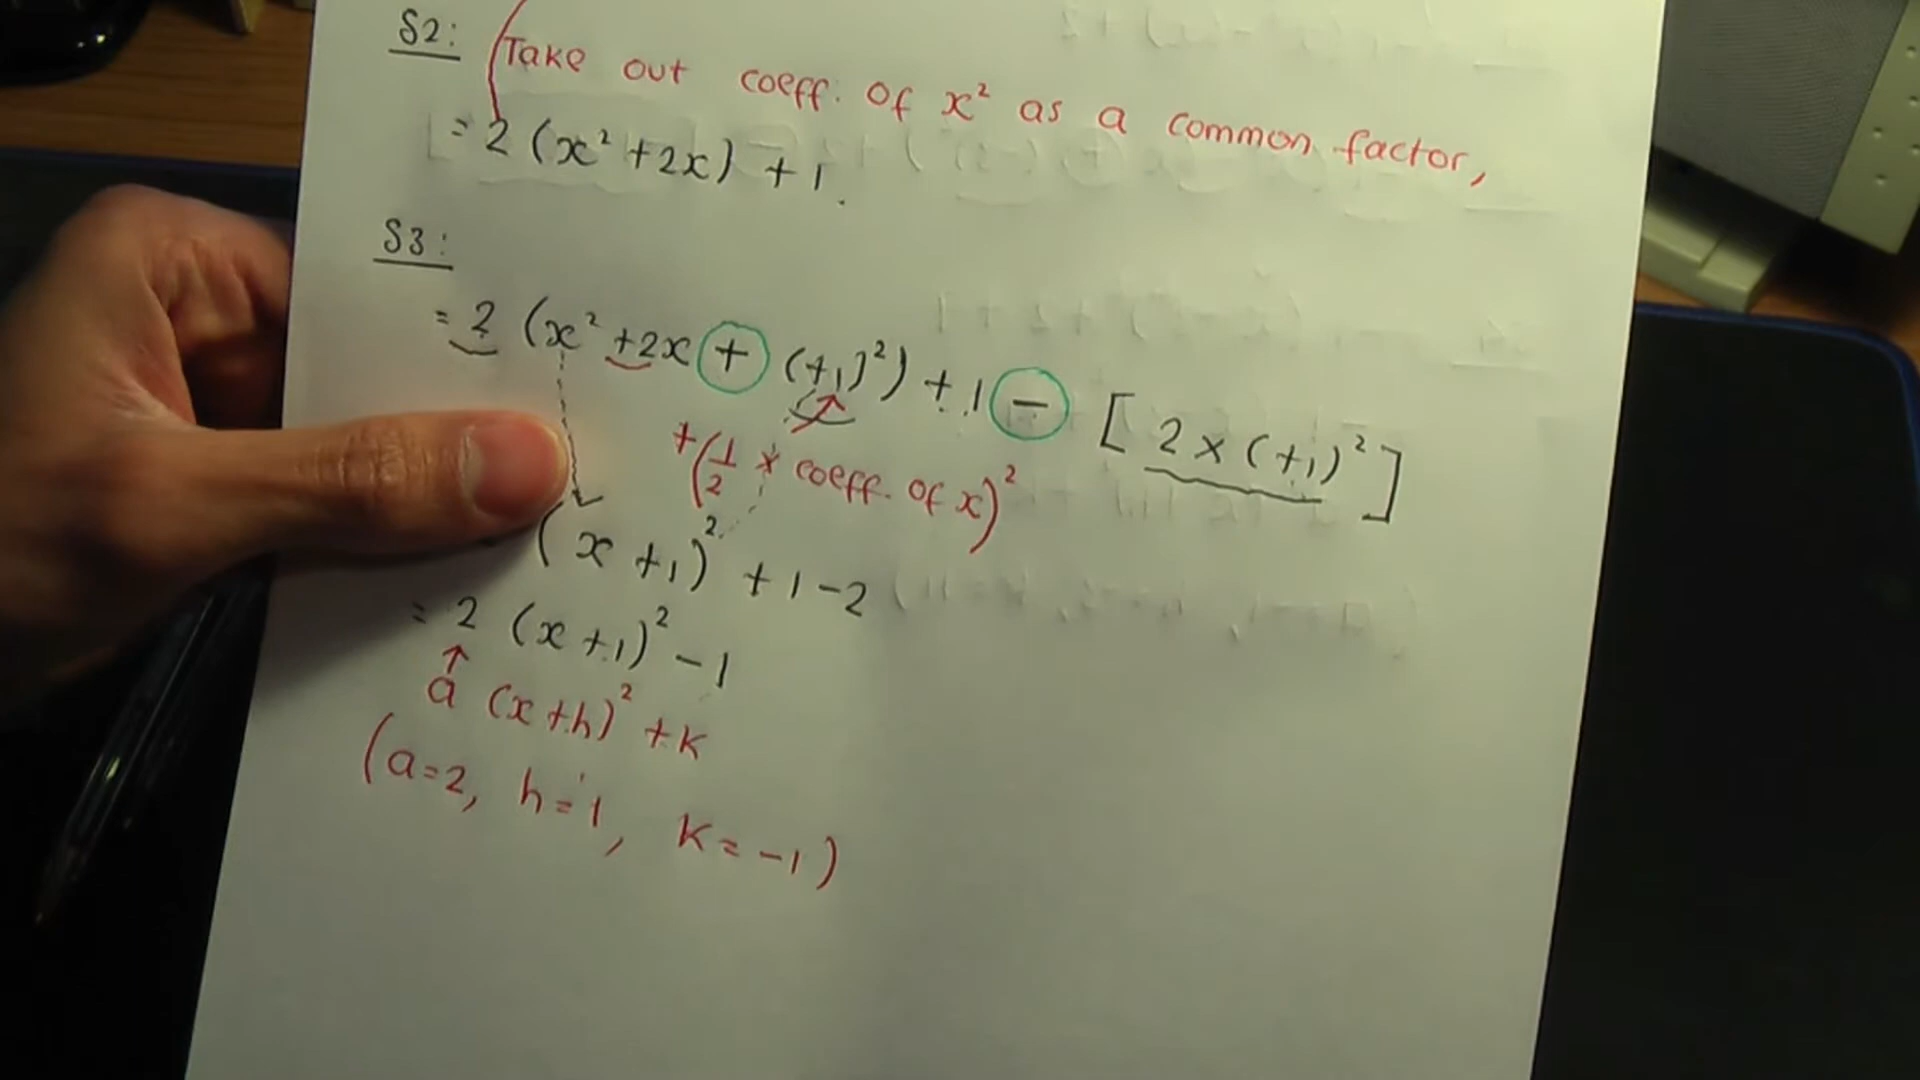 S2: (Take out coeff. of x² as a common factor,
= 2 (x² + 2x) + 1.
S3:
= 2 (x² + 2x + (+1)²) + 1 - [2 × (+1)²]
+(1/2 × coeff. of x)²
(x + 1)² + 1 - 2
= 2 (x + 1)² - 1
a (x + h)² + k
(a = 2, h = 1, k = -1)